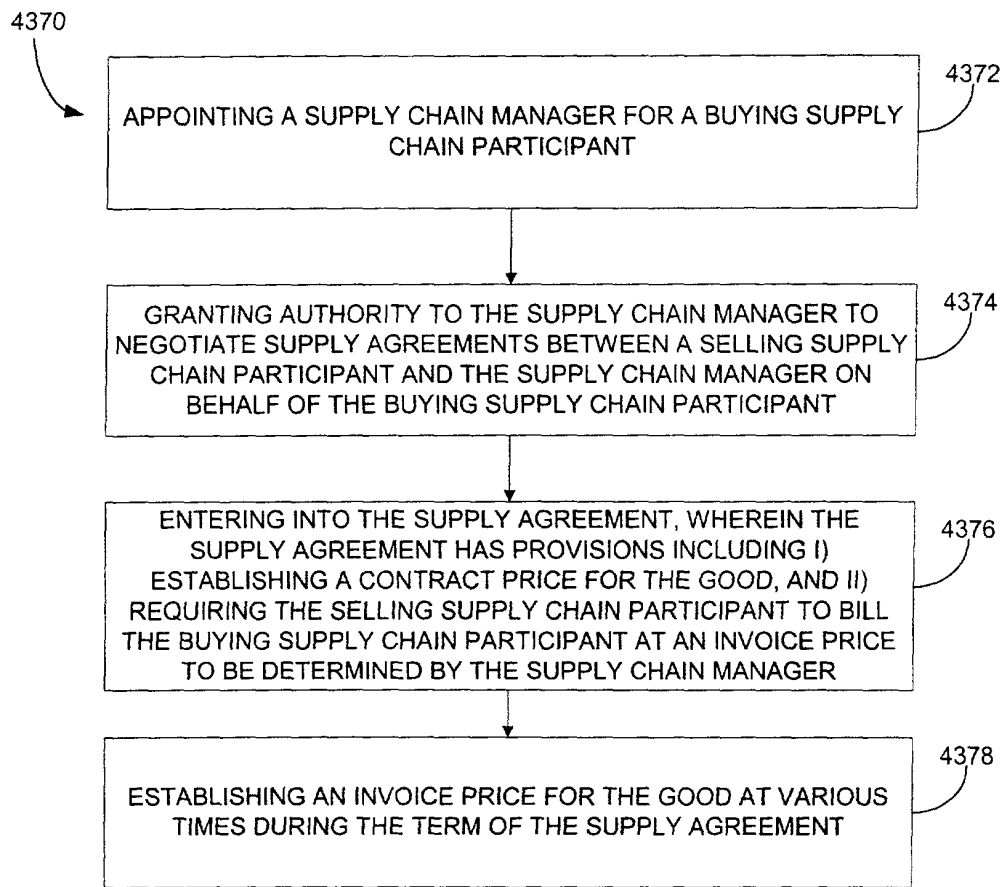 4370
4372
APPOINTING A SUPPLY CHAIN MANAGER FOR A BUYING SUPPLY
CHAIN PARTICIPANT
4374
GRANTING AUTHORITY TO THE SUPPLY CHAIN MANAGER TO
NEGOTIATE SUPPLY AGREEMENTS BETWEEN A SELLING SUPPLY
CHAIN PARTICIPANT AND THE SUPPLY CHAIN MANAGER ON
BEHALF OF THE BUYING SUPPLY CHAIN PARTICIPANT
4376
ENTERING INTO THE SUPPLY AGREEMENT, WHEREIN THE
SUPPLY AGREEMENT HAS PROVISIONS INCLUDING I)
ESTABLISHING A CONTRACT PRICE FOR THE GOOD, AND II)
REQUIRING THE SELLING SUPPLY CHAIN PARTICIPANT TO BILL
THE BUYING SUPPLY CHAIN PARTICIPANT AT AN INVOICE PRICE
TO BE DETERMINED BY THE SUPPLY CHAIN MANAGER
4378
ESTABLISHING AN INVOICE PRICE FOR THE GOOD AT VARIOUS
TIMES DURING THE TERM OF THE SUPPLY AGREEMENT